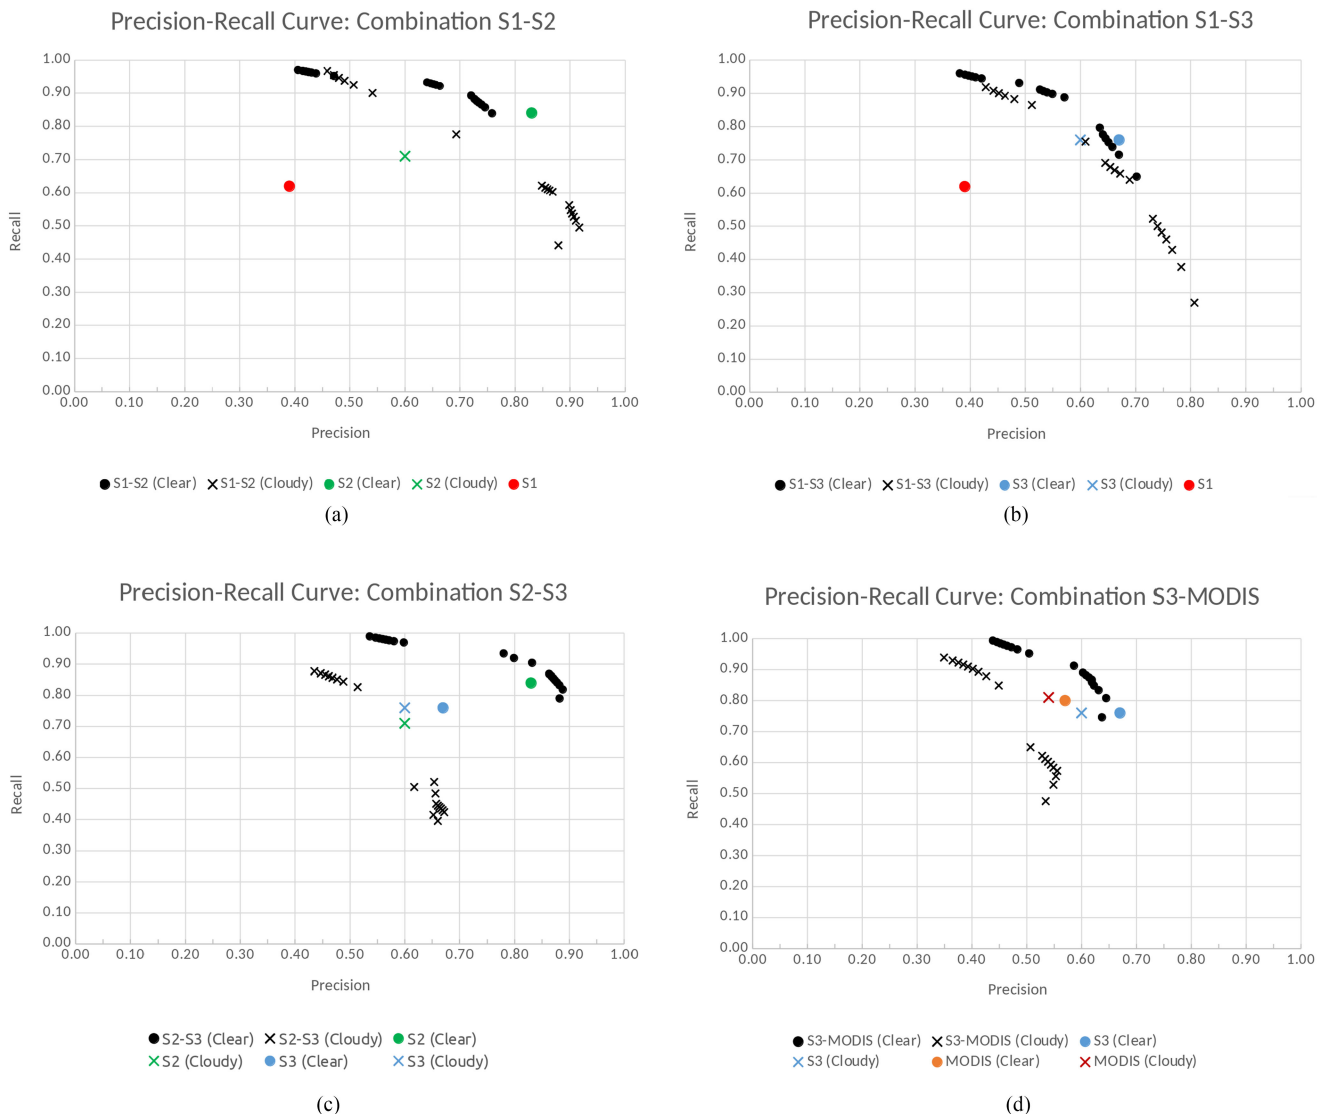 Precision-Recall Curve: Combination S1-S2
1.00
0.90
0.80
0.70
0.60
0.50
0.40
0.30
0.20
0.10
0.00
Recall
0.00 0.10 0.20 0.30 0.40 0.50 0.60 0.70 0.80 0.90 1.00
Precision
S1-S2 (Clear) S1-S2 (Cloudy) S2 (Clear) S2 (Cloudy) S1
(a)
Precision-Recall Curve: Combination S1-S3
1.00
0.90
0.80
0.70
0.60
0.50
0.40
0.30
0.20
0.10
0.00
Recall
0.00 0.10 0.20 0.30 0.40 0.50 0.60 0.70 0.80 0.90 1.00
Precision
S1-S3 (Clear) S1-S3 (Cloudy) S3 (Clear) S3 (Cloudy) S1
(b)
Precision-Recall Curve: Combination S2-S3
1.00
0.90
0.80
0.70
0.60
0.50
0.40
0.30
0.20
0.10
0.00
Recall
0.00 0.10 0.20 0.30 0.40 0.50 0.60 0.70 0.80 0.90 1.00
Precision
S2-S3 (Clear) S2-S3 (Cloudy) S2 (Clear)
S2 (Cloudy) S3 (Clear) S3 (Cloudy)
(c)
Precision-Recall Curve: Combination S3-MODIS
1.00
0.90
0.80
0.70
0.60
0.50
0.40
0.30
0.20
0.10
0.00
Recall
0.00 0.10 0.20 0.30 0.40 0.50 0.60 0.70 0.80 0.90 1.00
Precision
S3-MODIS (Clear) S3-MODIS (Cloudy) S3 (Clear)
S3 (Cloudy) MODIS (Clear) MODIS (Cloudy)
(d)